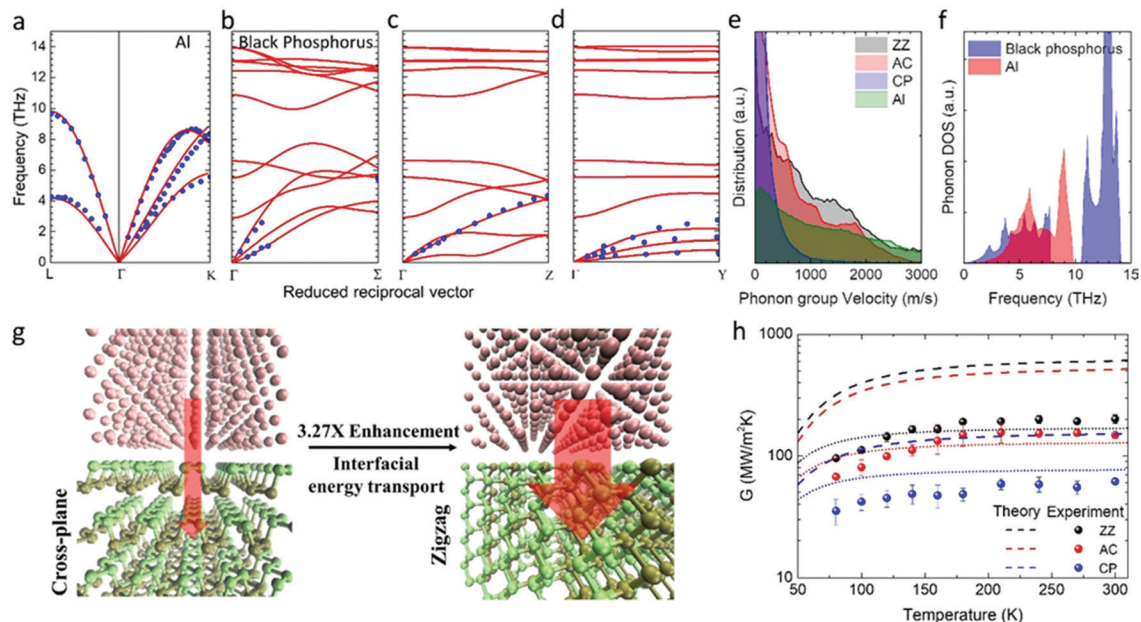 a
Al
14
12
10
8
6
4
2
0
Frequency (THz)
L
Γ
K
b
Black Phosphorus
Γ
Σ
c
Γ
Z
d
Γ
Y
Reduced reciprocal vector
e
ZZ
AC
CP
Al
Distribution (a.u.)
0 1000 2000 3000
Phonon group Velocity (m/s)
f
Black phosphorus
Al
Phonon DOS (a.u.)
0 5 10 15
Frequency (THz)
g
Cross-plane
3.27X Enhancement
Interfacial
energy transport
Zigzag
h
1000
100
10
G (MW/m²K)
Theory Experiment
ZZ
AC
CP
50 100 150 200 250 300
Temperature (K)